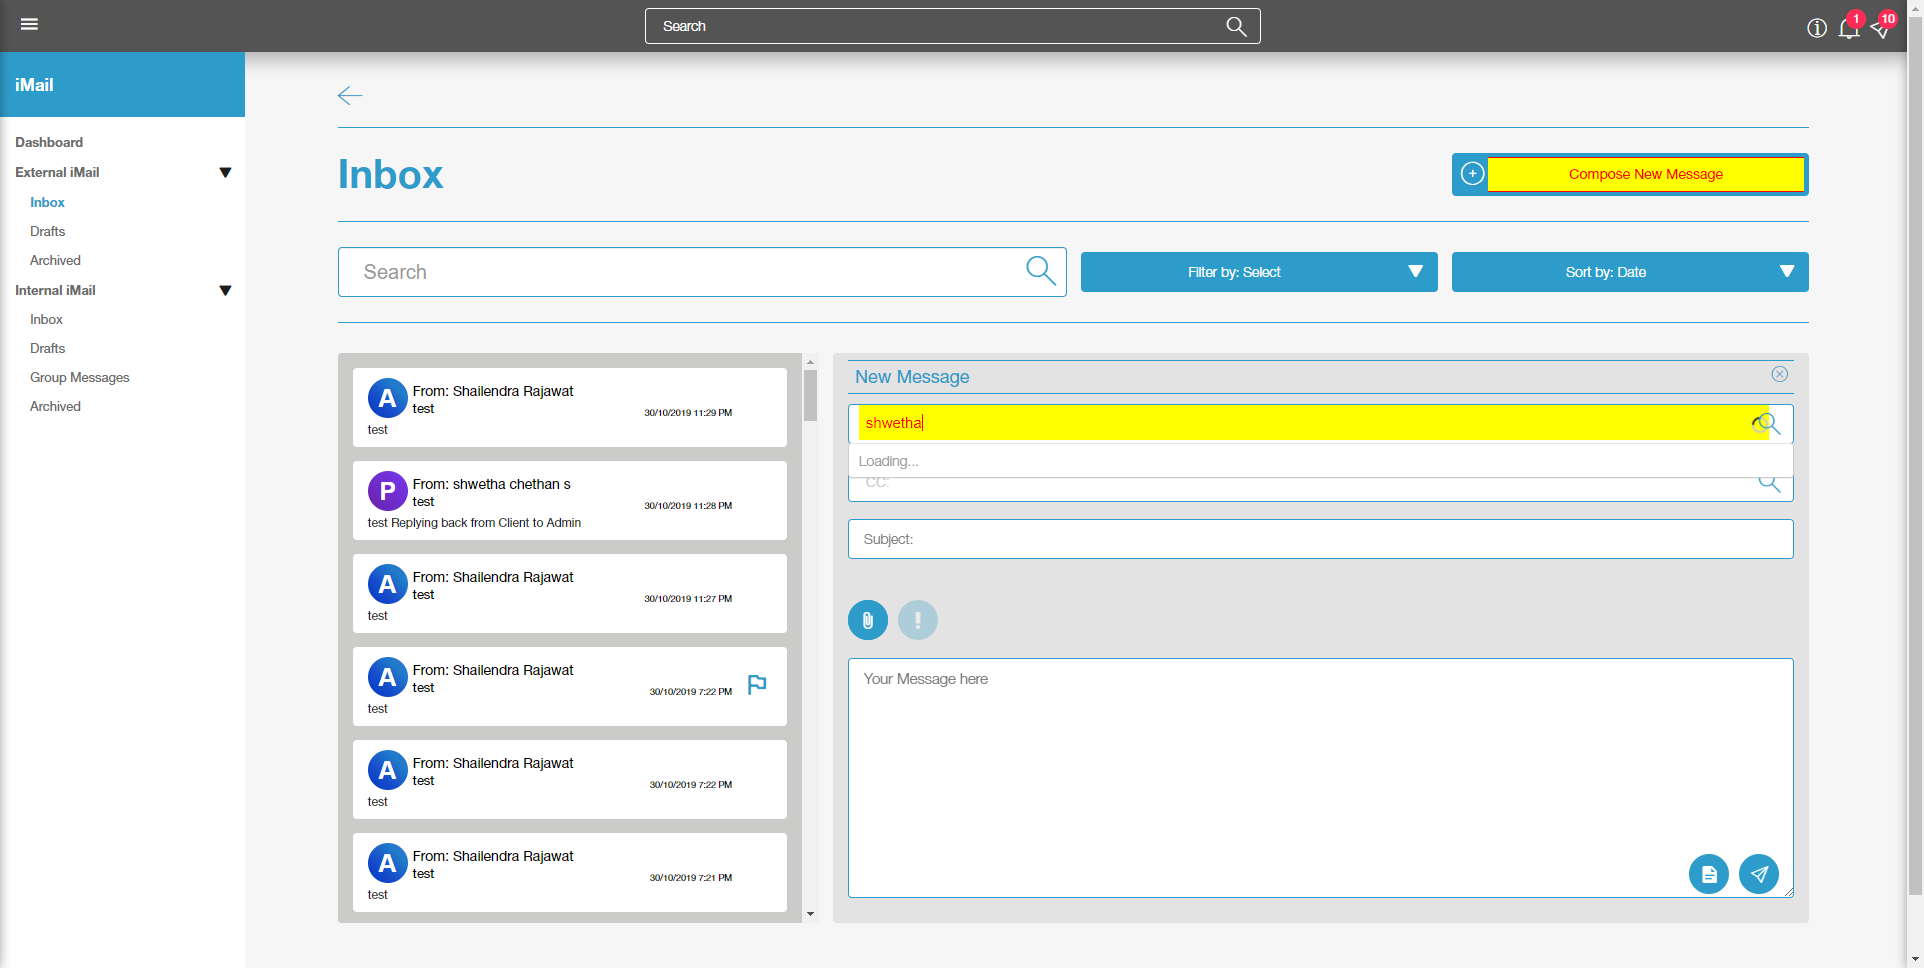 Search
1
10
iMail
Dashboard
External iMail
Inbox
Drafts
Archived
Internal iMail
Inbox
Drafts
Group Messages
Archived
Inbox
Compose New Message
Search
Filter by: Select
Sort by: Date
A
From: Shailendra Rajawat
test
30/10/2019 11:29 PM
test
P
From: shwetha chethan s
test
30/10/2019 11:28 PM
test Replying back from Client to Admin
A
From: Shailendra Rajawat
test
30/10/2019 11:27 PM
test
A
From: Shailendra Rajawat
test
30/10/2019 7:22 PM
test
A
From: Shailendra Rajawat
test
30/10/2019 7:22 PM
test
A
From: Shailendra Rajawat
test
30/10/2019 7:21 PM
test
New Message
shwetha
Loading...
CC:
Subject:
Your Message here